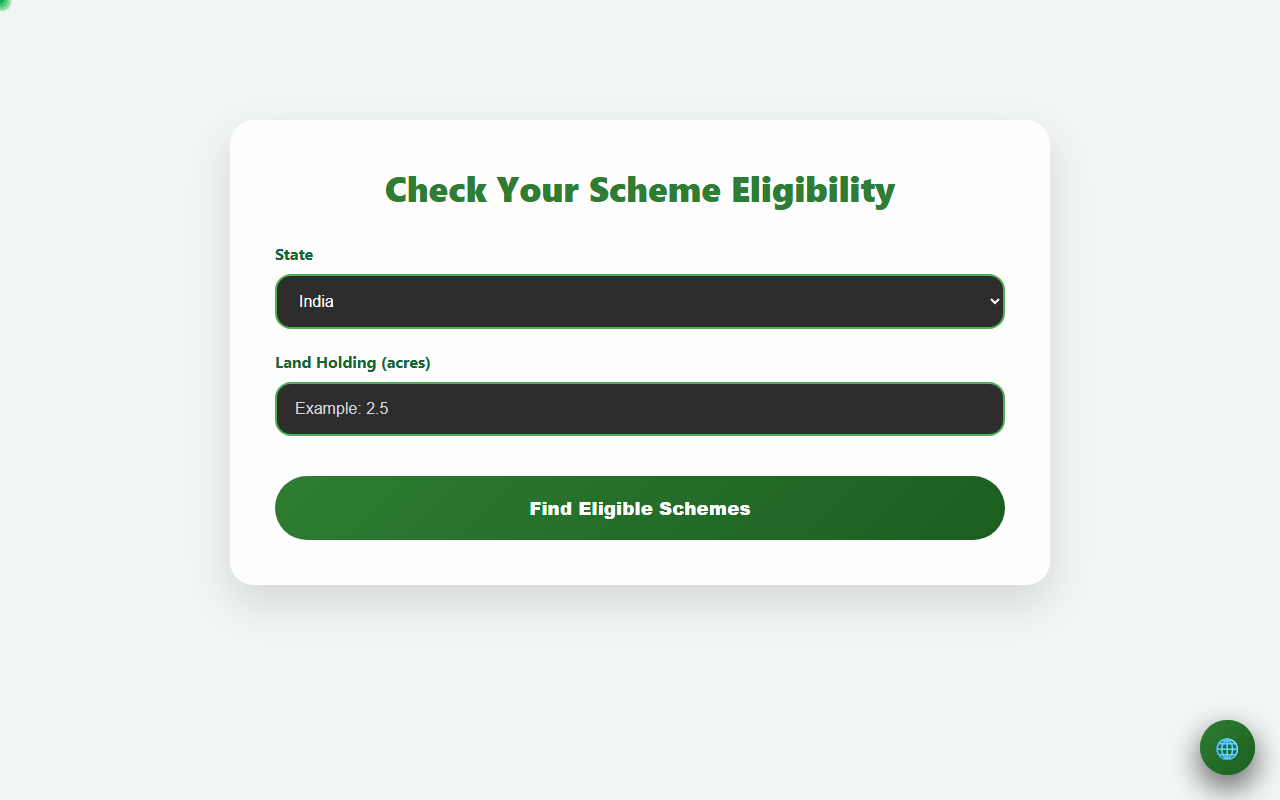 Check Your Scheme Eligibility
State
India
Land Holding (acres)
Example: 2.5
Find Eligible Schemes